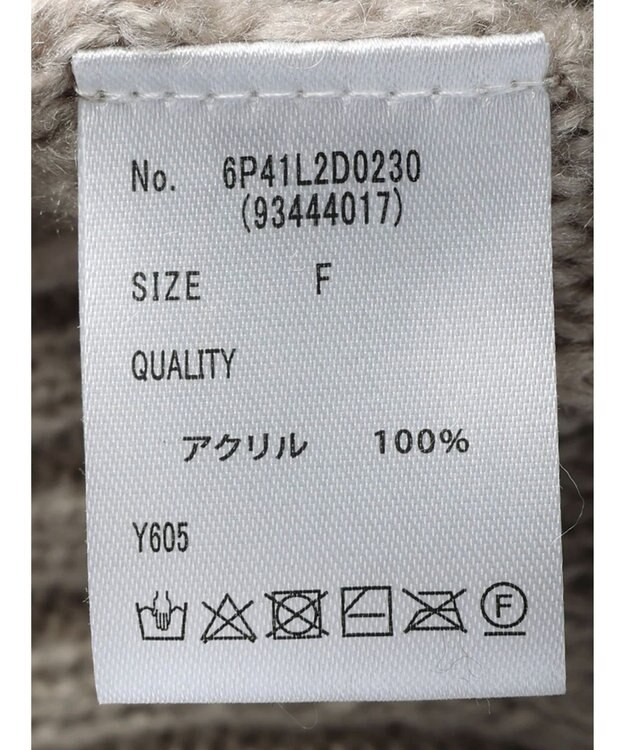 No. 6P41L2D0230
(93444017)
SIZE F
QUALITY
アクリル 100%
Y605
F